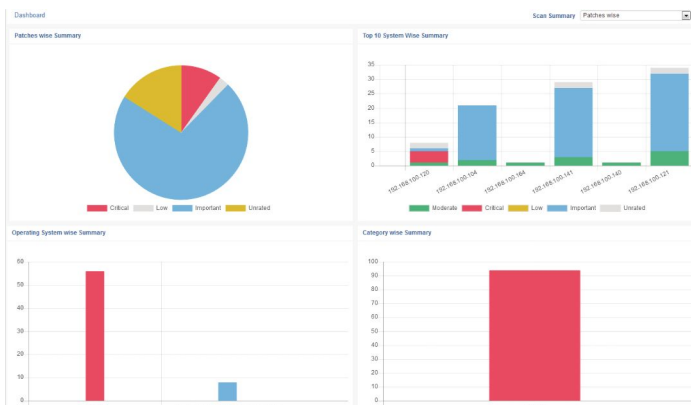 Dashboard
Scan Summary Patches wise
Patches wise Summary
Critical Low Important Unrated
Top 10 System Wise Summary
35
30
25
20
15
10
5
0
192.168.100.120 192.168.100.104 192.168.100.164 192.168.100.141 192.168.100.140 192.168.100.121
Moderate Critical Low Important Unrated
Operating System wise Summary
60
50
40
30
20
10
0
Category wise Summary
100
90
80
70
60
50
40
30
20
10
0